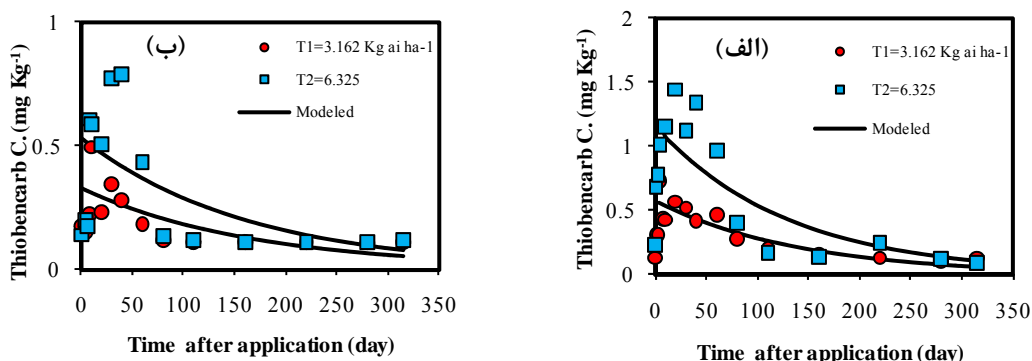 (ب)
Thiobencarb C. (mg Kg-1)
1
0.5
0
T1=3.162 Kg ai ha-1
T2=6.325
Modeled
0 50 100 150 200 250 300 350
Time after application (day)
(الف)
Thiobencarb C. (mg Kg-1)
2
1.5
1
0.5
0
T1=3.162 Kg ai ha-1
T2=6.325
Modeled
0 50 100 150 200 250 300 350
Time after application (day)